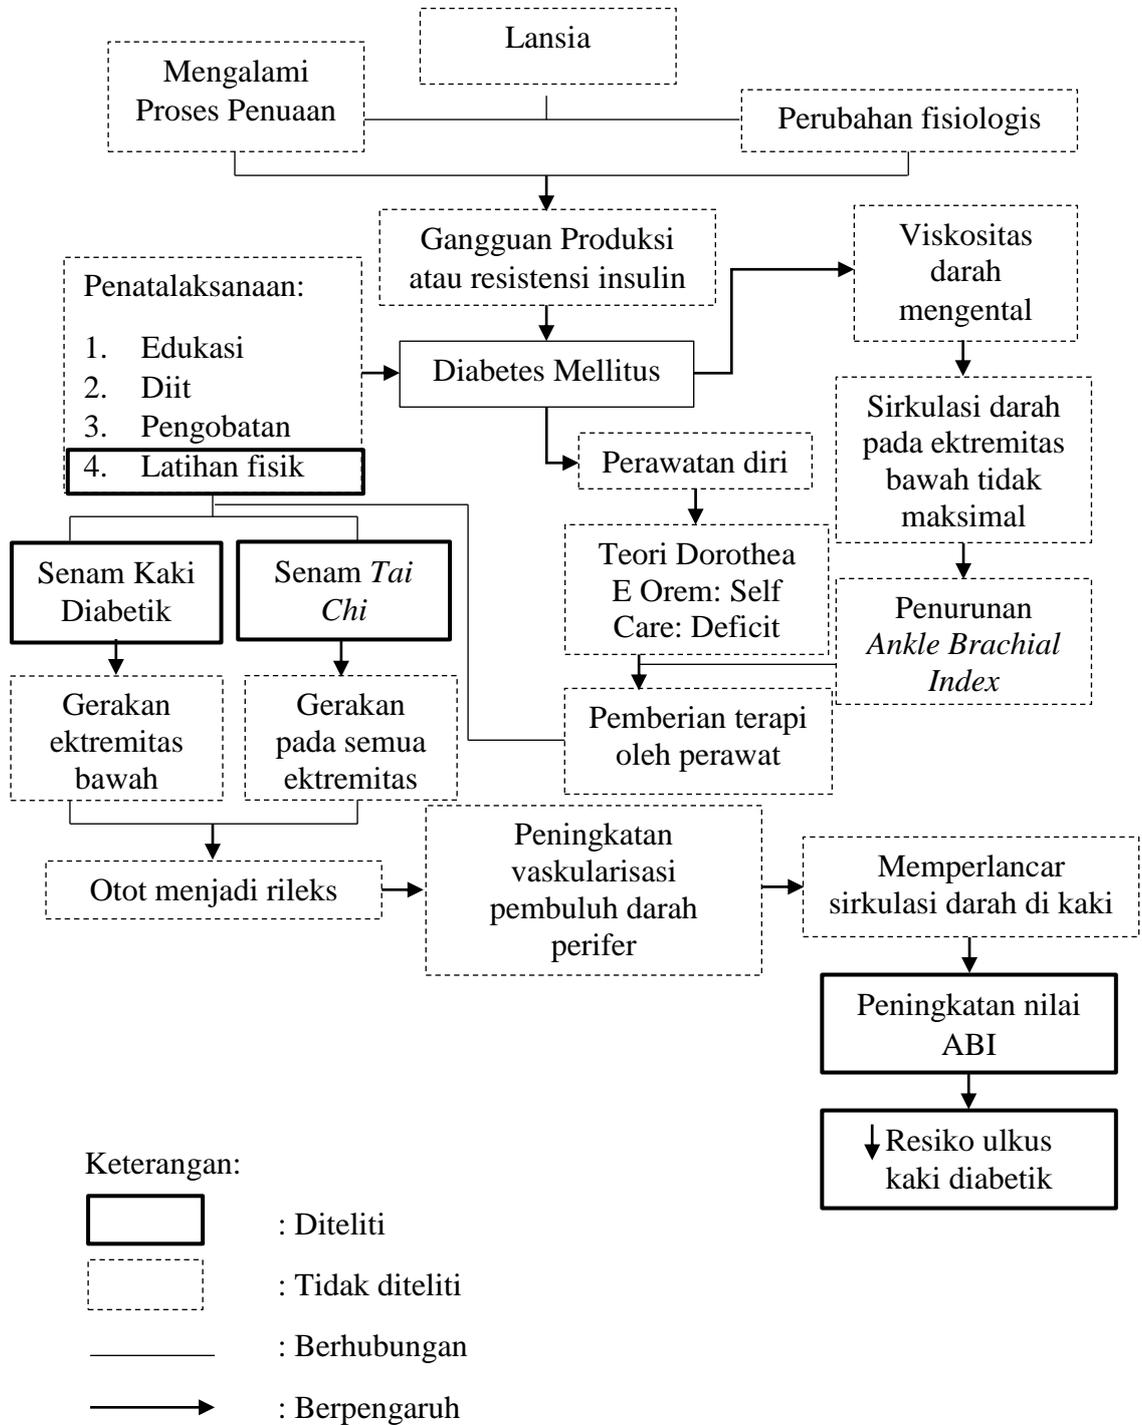 Lansia
Mengalami
Proses Penuaan
Perubahan fisiologis
Gangguan Produksi
atau resistensi insulin
Viskositas
darah
mengental
Penatalaksanaan:
1. Edukasi
2. Diit
3. Pengobatan
4. Latihan fisik
Diabetes Mellitus
Sirkulasi darah
pada ektremitas
bawah tidak
maksimal
Perawatan diri
Teori Dorothea
E Orem: Self
Care: Deficit
Senam Kaki
Diabetik
Senam Tai
Chi
Penurunan
Ankle Brachial
Index
Gerakan
ektremitas
bawah
Gerakan
pada semua
ektremitas
Pemberian terapi
oleh perawat
Otot menjadi rileks
Peningkatan
vaskularisasi
pembuluh darah
perifer
Memperlancar
sirkulasi darah di kaki
Peningkatan nilai
ABI
Resiko ulkus
kaki diabetik
Keterangan:
: Diteliti
: Tidak diteliti
: Berhubungan
: Berpengaruh